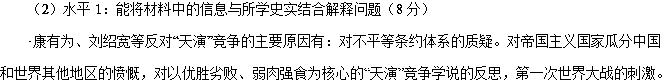 （2）水平 1：能将材料中的信息与所学史实结合解释问题（8 分）
·康有为、刘绍宽等反对“天演”竞争的主要原因有：对不平等条约体系的质疑。对帝国主义国家瓜分中国
和世界其他地区的愤慨，对以优胜劣败、弱肉强食为核心的“天演”竞争学说的反思，第一次世界大战的刺激。